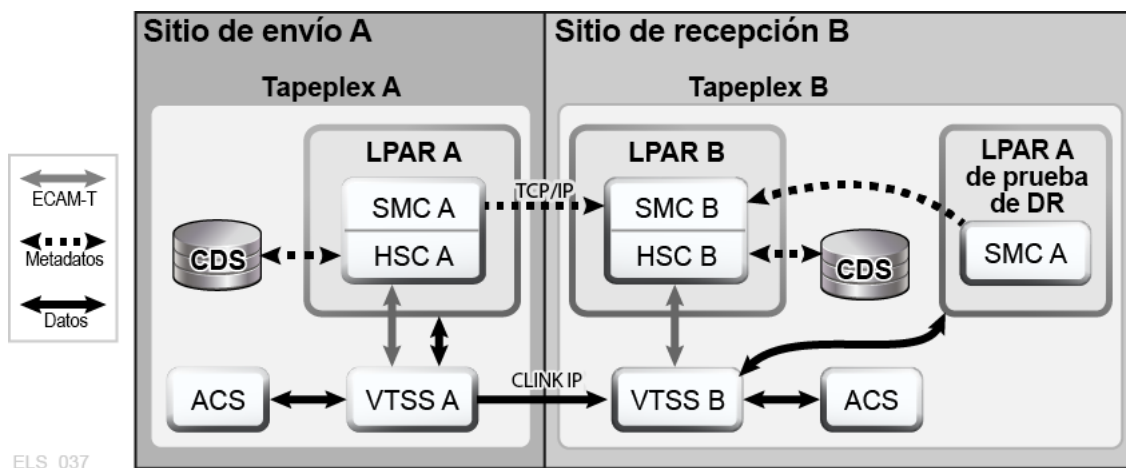 Sitio de envío A
Sitio de recepción B
Tapeplex A
Tapeplex B
ECAM-T
Metadatos
Datos
LPAR A
SMC A
HSC A
CDS
ACS
VTSS A
TCP/IP
CLINK IP
LPAR B
SMC B
HSC B
CDS
VTSS B
ACS
LPAR A
de prueba
de DR
SMC A
ELS_037